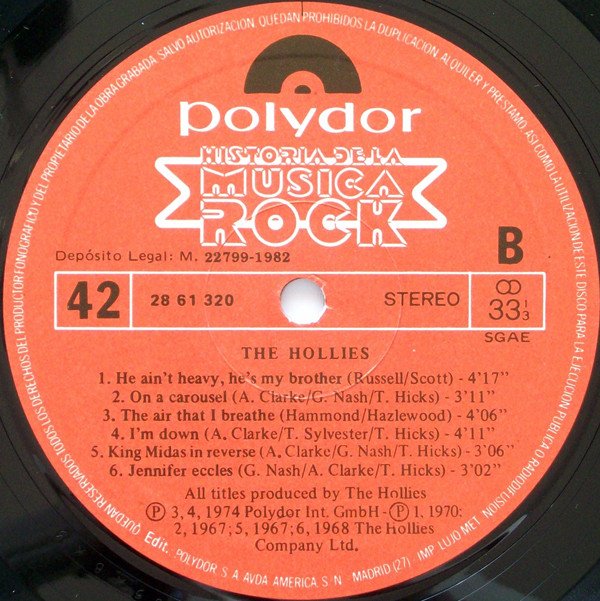 QUEDAN RESERVADOS TODOS LOS DERECHOS DEL PRODUCTOR FONOGRAFICO Y DEL PROPIETARIO DE LA OBRA GRABADA. SALVO AUTORIZACION, QUEDAN PROHIBIDOS LA DUPLICACION, ALQUILER Y PRESTAMO, ASI COMO LA UTILIZACION DE ESTE DISCO PARA LA EJECUCION PUBLICA O RADIODIFUSION
polydor
HISTORIA DE LA
MUSICA
ROCK
Depósito Legal: M. 22799-1982
B
42
28 61 320
STEREO
33 1/3
SGAE
THE HOLLIES
1. He ain't heavy, he's my brother (Russell/Scott) - 4'17"
2. On a carousel (A. Clarke/G. Nash/T. Hicks) - 3'11"
3. The air that I breathe (Hammond/Hazlewood) - 4'06"
4. I'm down (A. Clarke/T. Sylvester/T. Hicks) - 4'11"
5. King Midas in reverse (A.Clarke/G. Nash/T. Hicks) - 3'06"
6. Jennifer eccles (G. Nash/A. Clarke/T. Hicks) - 3'02"
All titles produced by The Hollies
Ⓟ 3, 4, 1974 Polydor Int. GmbH - Ⓟ 1, 1970:
2, 1967; 5, 1967; 6, 1968 The Hollies
Company Ltd.
Edit. POLYDOR S A AVDA AMERICA S N - MADRID (27) - IMP LUJO MET